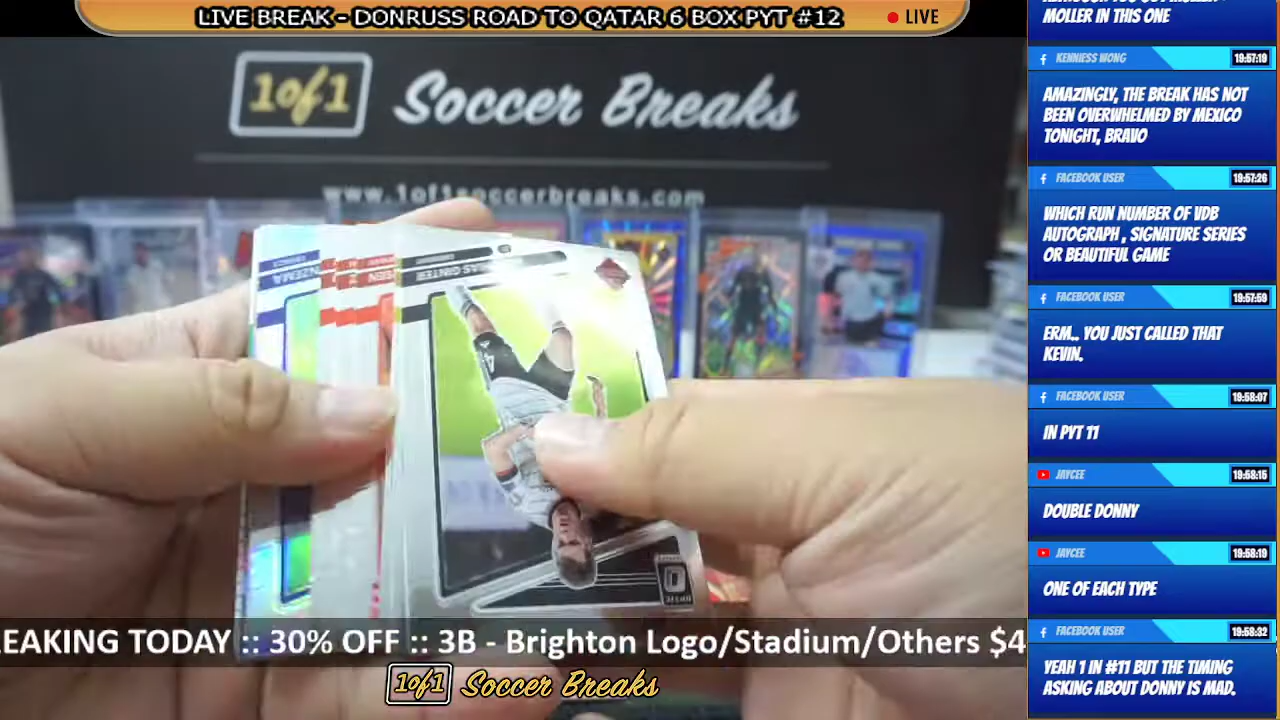 LIVE BREAK - DONRUSS ROAD TO QATAR 6 BOX PYT #12
LIVE
1of1
Soccer Breaks
www.1of1soccerbreaks.com
NZEMA
GINTER
4
MOLLER IN THIS ONE
KENNIESS WONG
19:57:19
AMAZINGLY, THE BREAK HAS NOT
BEEN OVERWHELMED BY MEXICO
TONIGHT, BRAVO
FACEBOOK USER
19:57:26
WHICH RUN NUMBER OF VDB
AUTOGRAPH , SIGNATURE SERIES
OR BEAUTIFUL GAME
FACEBOOK USER
19:57:59
ERM.. YOU JUST CALLED THAT
KEVIN.
FACEBOOK USER
19:58:07
IN PYT 11
JAYCEE
19:58:15
DOUBLE DONNY
JAYCEE
19:58:19
ONE OF EACH TYPE
FACEBOOK USER
19:58:32
YEAH 1 IN #11 BUT THE TIMING
ASKING ABOUT DONNY IS MAD.
EAKING TODAY :: 30% OFF :: 3B - Brighton Logo/Stadium/Others $4
1of1 Soccer Breaks